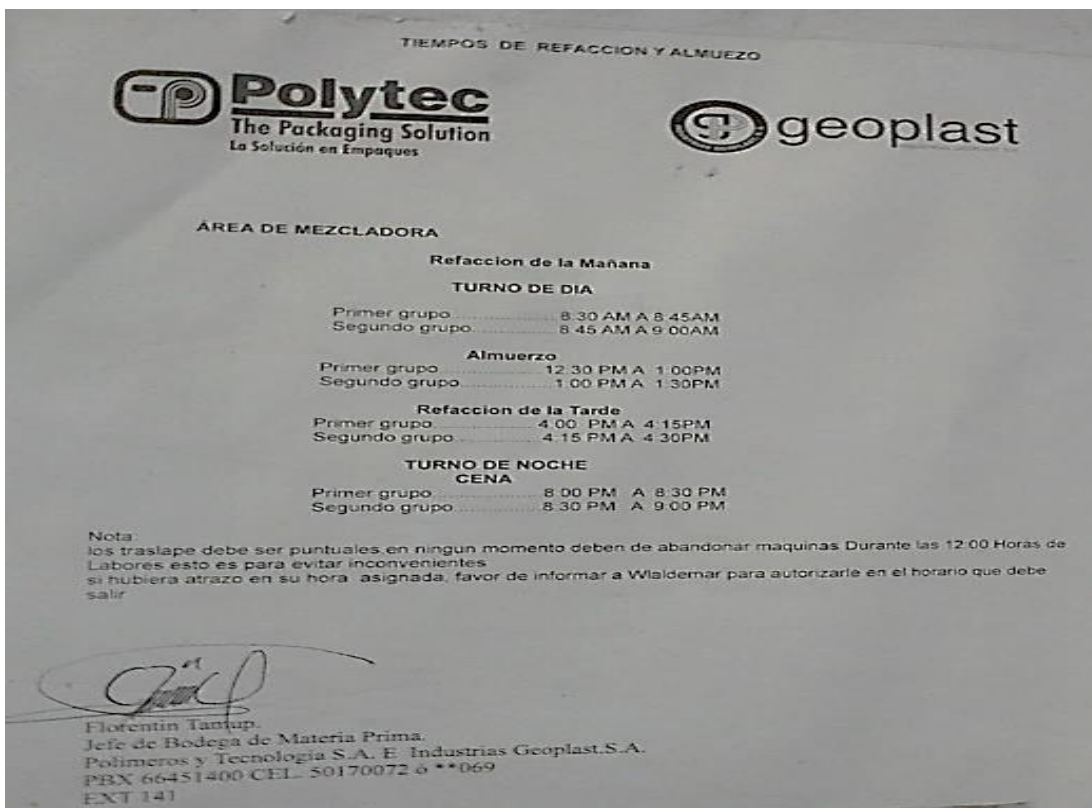 TIEMPOS DE REFACCION Y ALMUEZO
Polytec
The Packaging Solution
La Solución en Empaques
geoplast
ÁREA DE MEZCLADORA
Refaccion de la Mañana
TURNO DE DIA
Primer grupo....................8:30 AM A 8:45AM
Segundo grupo.................8:45 AM A 9:00AM
Almuerzo
Primer grupo....................12:30 PM A 1:00PM
Segundo grupo.................1:00 PM A 1:30PM
Refaccion de la Tarde
Primer grupo....................4:00 PM A 4:15PM
Segundo grupo.................4:15 PM A 4:30PM
TURNO DE NOCHE
CENA
Primer grupo....................8:00 PM A 8:30 PM
Segundo grupo.................8:30 PM A 9:00 PM
Nota:
los traslape debe ser puntuales,en ningun momento deben de abandonar maquinas Durante las 12:00 Horas de
Labores esto es para evitar inconvenientes
si hubiera atrazo en su hora asignada, favor de informar a Wlaldemar para autorizarle en el horario que debe
salir
Florentin
Jefe de Bodega de Materia Prima.
Polimeros y Tecnologia S.A. E Industrias Geoplast.S.A.
PBX 66451400 CEL. 50170072 ó **069
EXT 141